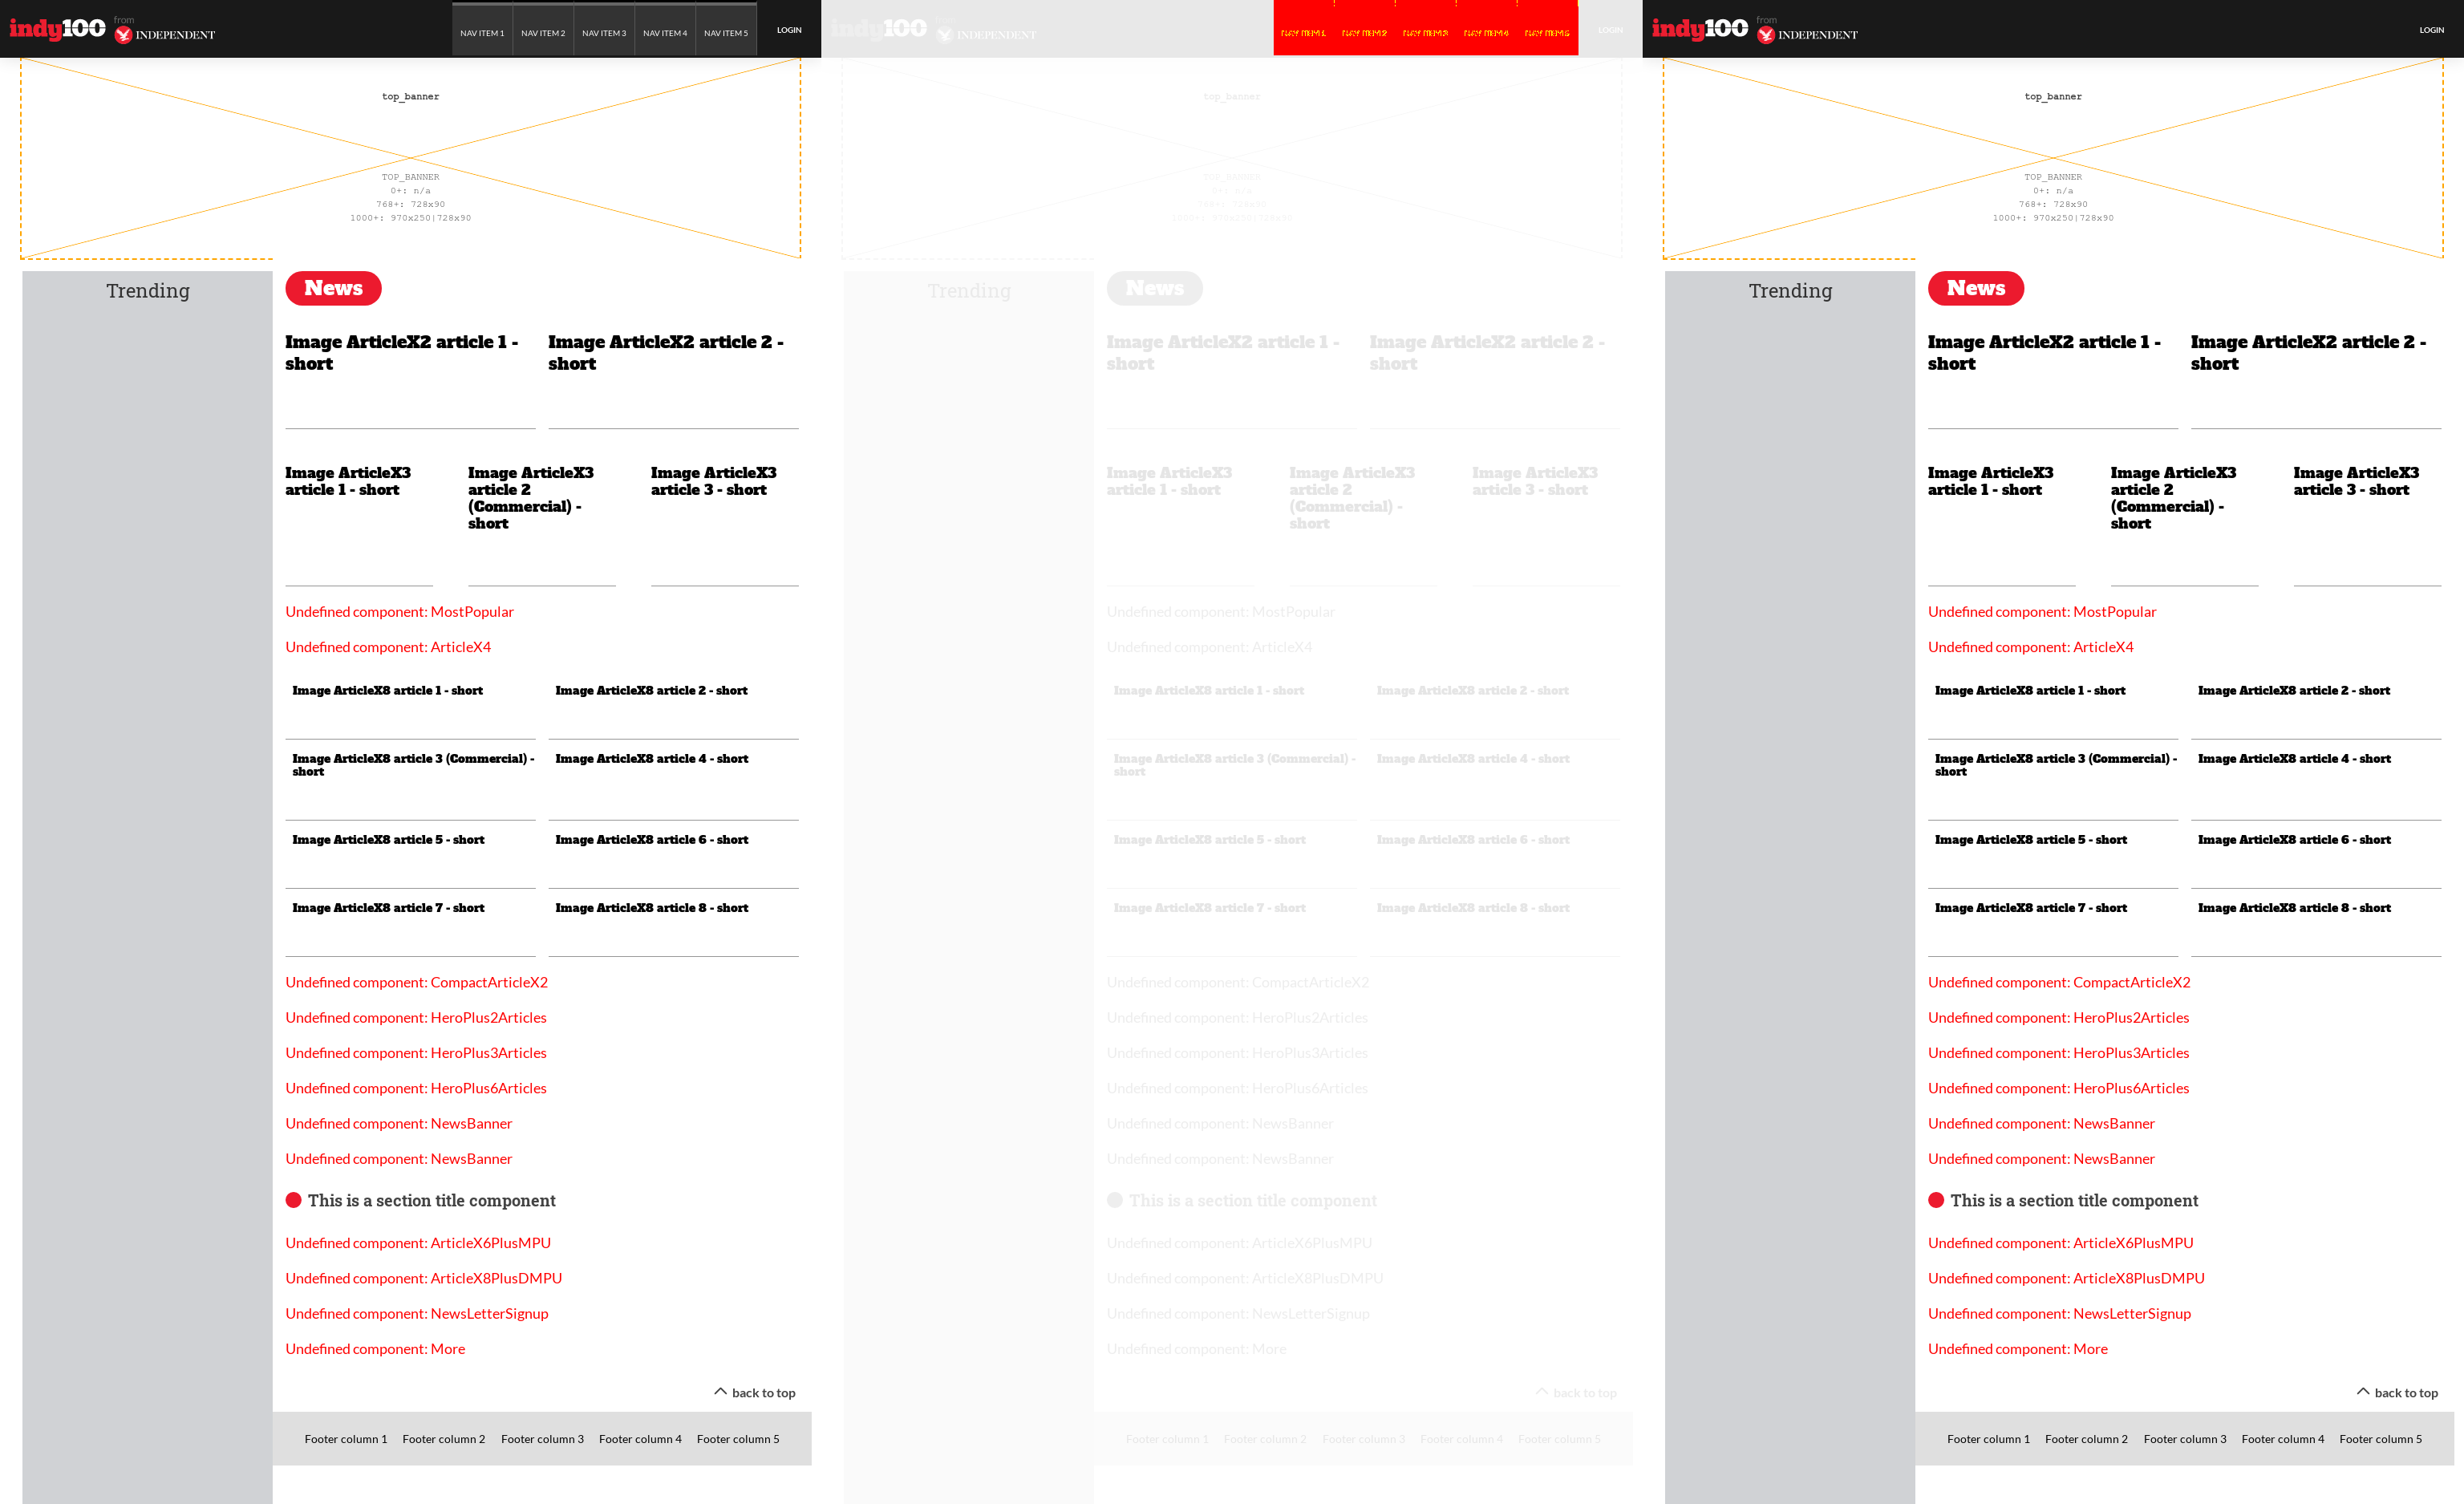 indy100 from INDEPENDENT
NAV ITEM 1 NAV ITEM 2 NAV ITEM 3 NAV ITEM 4 NAV ITEM 5 LOGIN
top_banner
TOP_BANNER
0+: n/a
768+: 728x90
1000+: 970x250|728x90
Trending
News
Image ArticleX2 article 1 -
short
Image ArticleX2 article 2 -
short
Image ArticleX3
article 1 - short
Image ArticleX3
article 2
(Commercial) -
short
Image ArticleX3
article 3 - short
Undefined component: MostPopular
Undefined component: ArticleX4
Image ArticleX8 article 1 - short
Image ArticleX8 article 2 - short
Image ArticleX8 article 3 (Commercial) -
short
Image ArticleX8 article 4 - short
Image ArticleX8 article 5 - short
Image ArticleX8 article 6 - short
Image ArticleX8 article 7 - short
Image ArticleX8 article 8 - short
Undefined component: CompactArticleX2
Undefined component: HeroPlus2Articles
Undefined component: HeroPlus3Articles
Undefined component: HeroPlus6Articles
Undefined component: NewsBanner
Undefined component: NewsBanner
This is a section title component
Undefined component: ArticleX6PlusMPU
Undefined component: ArticleX8PlusDMPU
Undefined component: NewsLetterSignup
Undefined component: More
back to top
Footer column 1 Footer column 2 Footer column 3 Footer column 4 Footer column 5
indy100 from INDEPENDENT
NAV ITEM 1 NAV ITEM 2 NAV ITEM 3 NAV ITEM 4 NAV ITEM 5 LOGIN
top_banner
TOP_BANNER
0+: n/a
768+: 728x90
1000+: 970x250|728x90
Trending
News
Image ArticleX2 article 1 -
short
Image ArticleX2 article 2 -
short
Image ArticleX3
article 1 - short
Image ArticleX3
article 2
(Commercial) -
short
Image ArticleX3
article 3 - short
Undefined component: MostPopular
Undefined component: ArticleX4
Image ArticleX8 article 1 - short
Image ArticleX8 article 2 - short
Image ArticleX8 article 3 (Commercial) -
short
Image ArticleX8 article 4 - short
Image ArticleX8 article 5 - short
Image ArticleX8 article 6 - short
Image ArticleX8 article 7 - short
Image ArticleX8 article 8 - short
Undefined component: CompactArticleX2
Undefined component: HeroPlus2Articles
Undefined component: HeroPlus3Articles
Undefined component: HeroPlus6Articles
Undefined component: NewsBanner
Undefined component: NewsBanner
This is a section title component
Undefined component: ArticleX6PlusMPU
Undefined component: ArticleX8PlusDMPU
Undefined component: NewsLetterSignup
Undefined component: More
back to top
Footer column 1 Footer column 2 Footer column 3 Footer column 4 Footer column 5
indy100 from INDEPENDENT
LOGIN
top_banner
TOP_BANNER
0+: n/a
768+: 728x90
1000+: 970x250|728x90
Trending
News
Image ArticleX2 article 1 -
short
Image ArticleX2 article 2 -
short
Image ArticleX3
article 1 - short
Image ArticleX3
article 2
(Commercial) -
short
Image ArticleX3
article 3 - short
Undefined component: MostPopular
Undefined component: ArticleX4
Image ArticleX8 article 1 - short
Image ArticleX8 article 2 - short
Image ArticleX8 article 3 (Commercial) -
short
Image ArticleX8 article 4 - short
Image ArticleX8 article 5 - short
Image ArticleX8 article 6 - short
Image ArticleX8 article 7 - short
Image ArticleX8 article 8 - short
Undefined component: CompactArticleX2
Undefined component: HeroPlus2Articles
Undefined component: HeroPlus3Articles
Undefined component: HeroPlus6Articles
Undefined component: NewsBanner
Undefined component: NewsBanner
This is a section title component
Undefined component: ArticleX6PlusMPU
Undefined component: ArticleX8PlusDMPU
Undefined component: NewsLetterSignup
Undefined component: More
back to top
Footer column 1 Footer column 2 Footer column 3 Footer column 4 Footer column 5